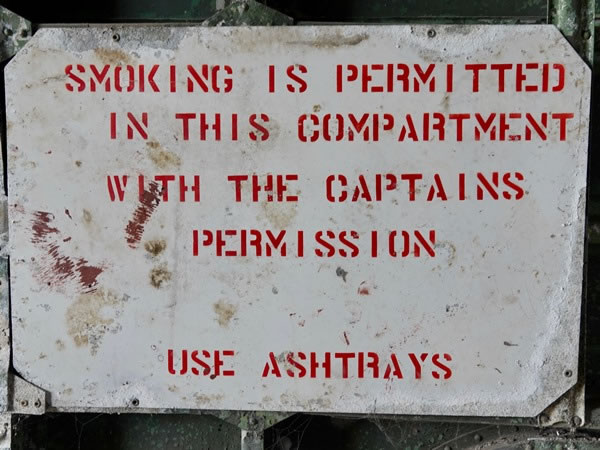 SMOKING IS PERMITTED
IN THIS COMPARTMENT
WITH THE CAPTAINS
PERMISSION
USE ASHTRAYS